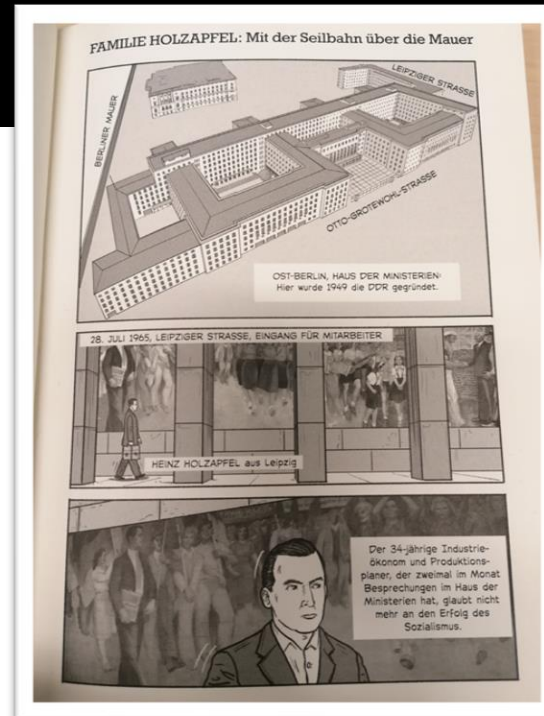 FAMILIE HOLZAPFEL: Mit der Seilbahn über die Mauer
BERLINER MAUER
LEIPZIGER STRASSE
OTTO-GROTEWOHL-STRASSE
OST-BERLIN, HAUS DER MINISTERIEN:
Hier wurde 1949 die DDR gegründet.
28. JULI 1965, LEIPZIGER STRASSE, EINGANG FÜR MITARBEITER
HEINZ HOLZAPFEL aus Leipzig
Der 34-jährige Industrie-
ökonom und Produktions-
planer, der zweimal im Monat
Besprechungen im Haus der
Ministerien hat, glaubt nicht
mehr an den Erfolg des
Sozialismus.